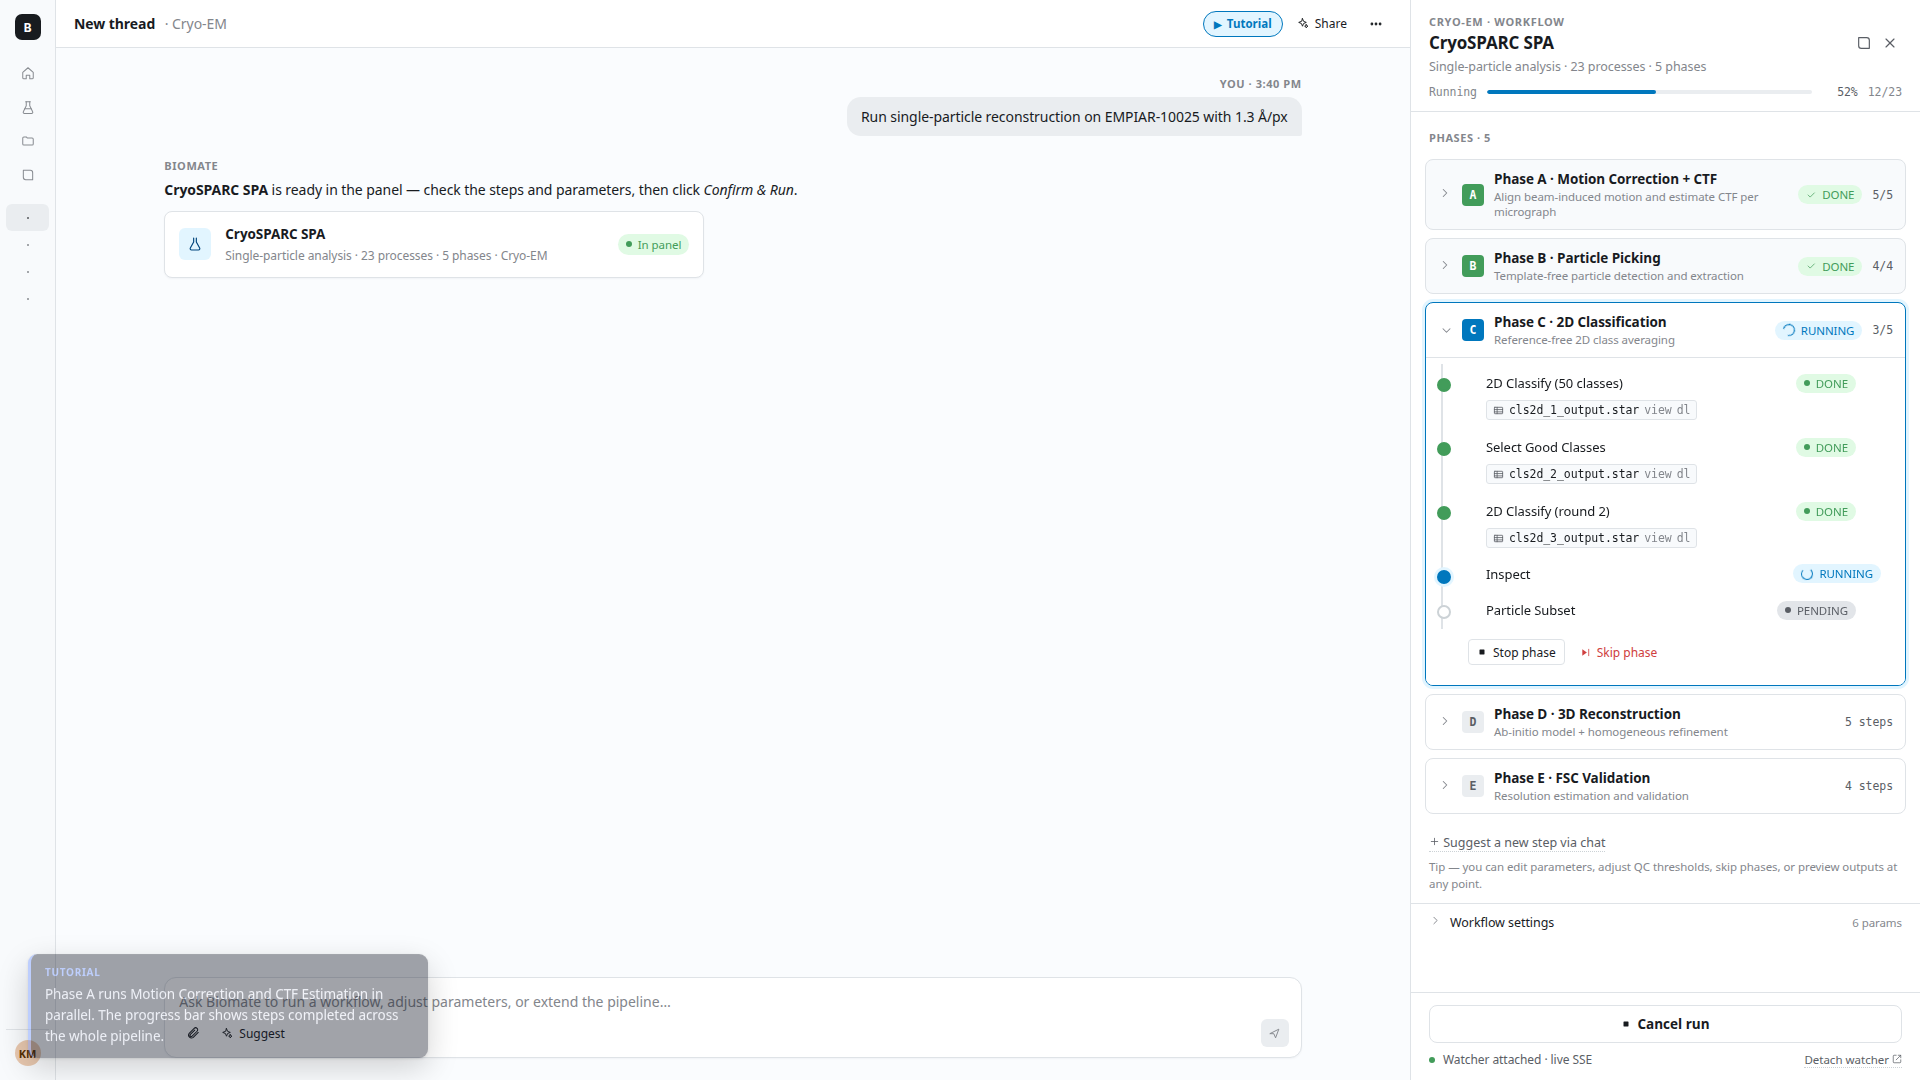 B
New thread · Cryo-EM
▶ Tutorial
Share
YOU · 3:40 PM
Run single-particle reconstruction on EMPIAR-10025 with 1.3 Å/px
BIOMATE
CryoSPARC SPA is ready in the panel — check the steps and parameters, then click Confirm & Run.
CryoSPARC SPA
Single-particle analysis · 23 processes · 5 phases · Cryo-EM
In panel
TUTORIAL
Phase A runs Motion Correction and CTF Estimation in
parallel. The progress bar shows steps completed across
the whole pipeline.
Ask Biomate to run a workflow, adjust parameters, or extend the pipeline...
Suggest
KM
CRYO-EM · WORKFLOW
CryoSPARC SPA
Single-particle analysis · 23 processes · 5 phases
Running 52% 12/23
PHASES · 5
A
Phase A · Motion Correction + CTF
Align beam-induced motion and estimate CTF per
micrograph
DONE 5/5
B
Phase B · Particle Picking
Template-free particle detection and extraction
DONE 4/4
C
Phase C · 2D Classification
Reference-free 2D class averaging
RUNNING 3/5
2D Classify (50 classes) DONE
cls2d_1_output.star view dl
Select Good Classes DONE
cls2d_2_output.star view dl
2D Classify (round 2) DONE
cls2d_3_output.star view dl
Inspect RUNNING
Particle Subset PENDING
Stop phase Skip phase
D
Phase D · 3D Reconstruction
Ab-initio model + homogeneous refinement
5 steps
E
Phase E · FSC Validation
Resolution estimation and validation
4 steps
+ Suggest a new step via chat
Tip — you can edit parameters, adjust QC thresholds, skip phases, or preview outputs at
any point.
Workflow settings 6 params
Cancel run
Watcher attached · live SSE Detach watcher